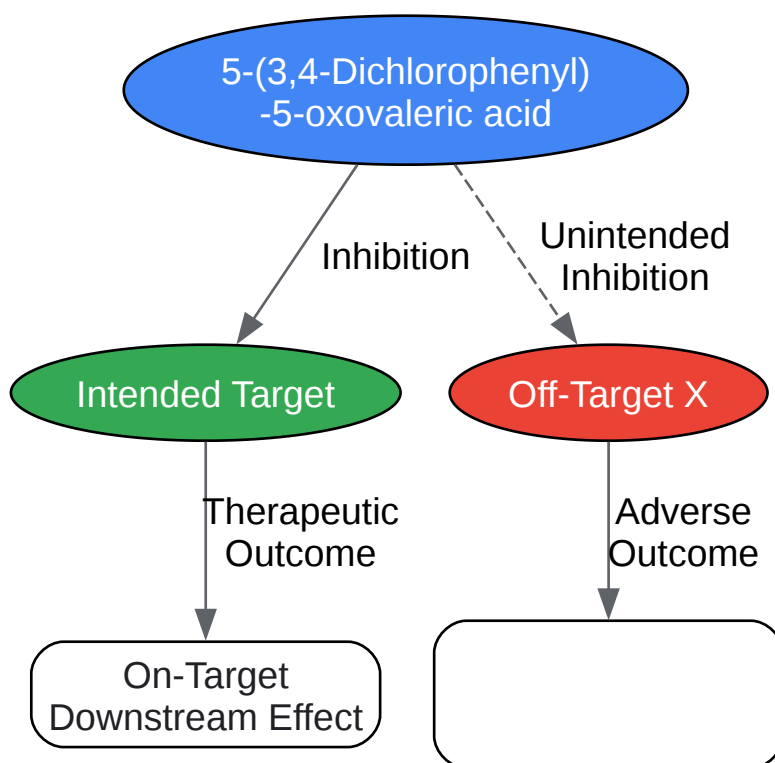 5-(3,4-Dichlorophenyl)
-5-oxovaleric acid
Inhibition
Unintended
Inhibition
Intended Target
Off-Target X
Therapeutic
Outcome
Adverse
Outcome
On-Target
Downstream Effect